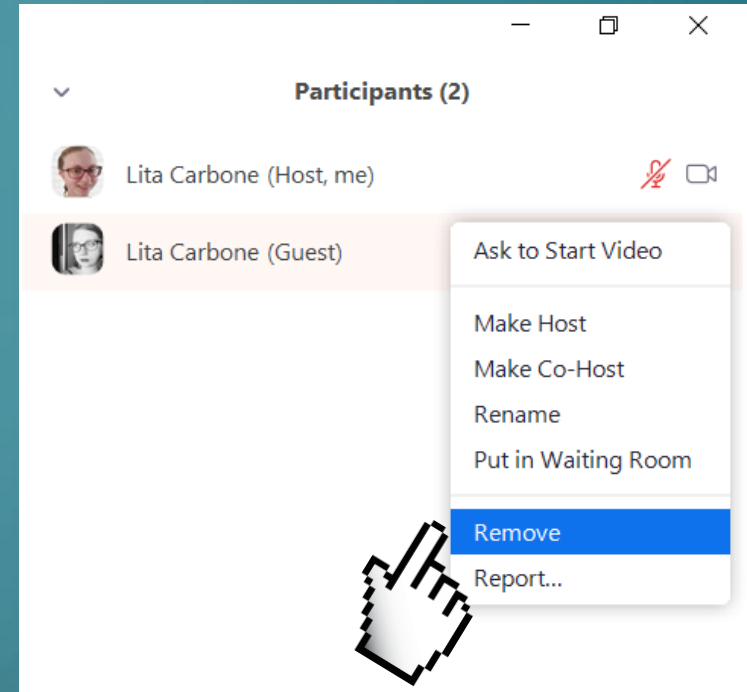 Participants (2)
Lita Carbone (Host, me)
Lita Carbone (Guest)
Ask to Start Video
Make Host
Make Co-Host
Rename
Put in Waiting Room
Remove
Report...